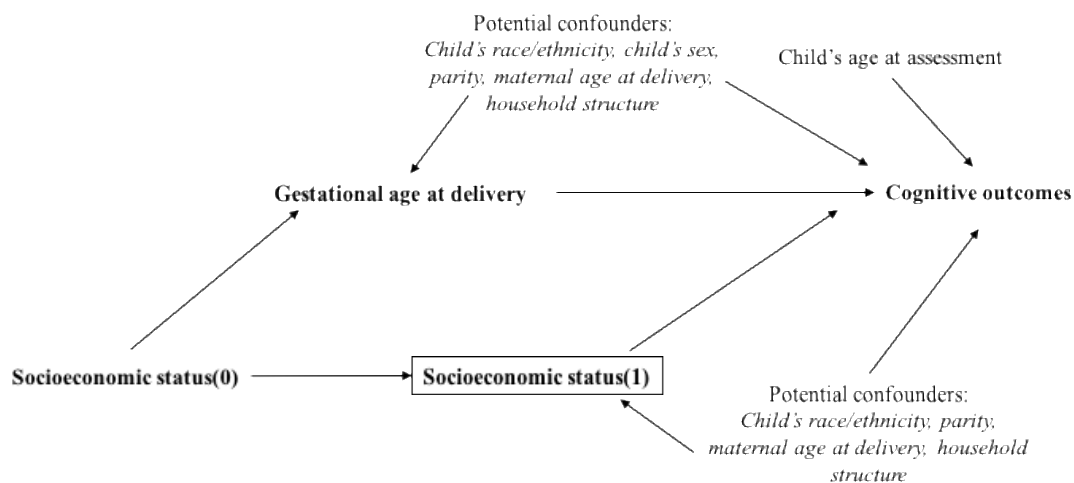 Potential confounders:
Child's race/ethnicity, child's sex,
parity, maternal age at delivery,
household structure
Child's age at assessment
Gestational age at delivery
Cognitive outcomes
Socioeconomic status(0)
Socioeconomic status(1)
Potential confounders:
Child's race/ethnicity, parity,
maternal age at delivery, household
structure